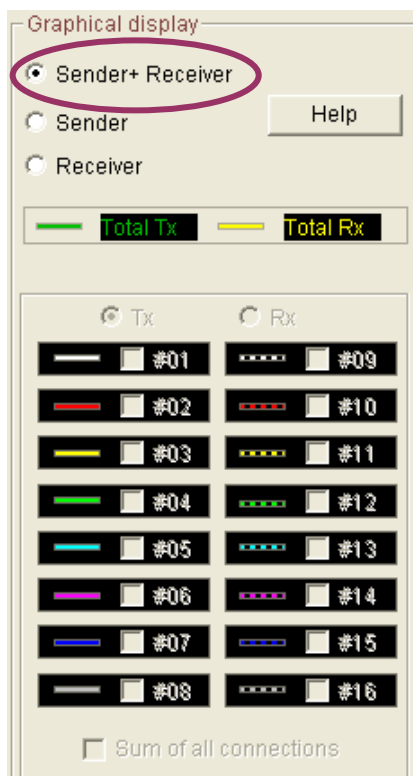 Graphical display
Sender+ Receiver
Sender
Help
Receiver
Total Tx Total Rx
Tx Rx
#01 #09
#02 #10
#03 #11
#04 #12
#05 #13
#06 #14
#07 #15
#08 #16
Sum of all connections